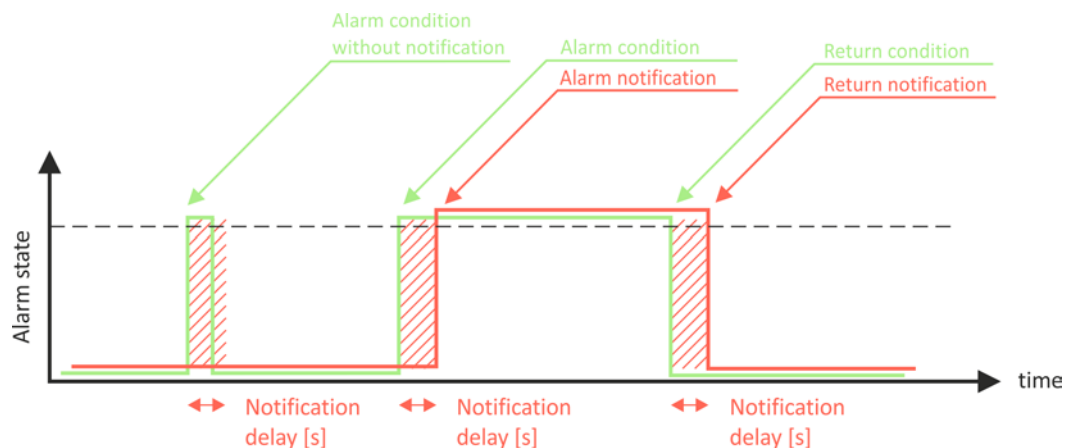 Alarm condition
without notification
Alarm condition
Alarm notification
Return condition
Return notification
Alarm state
time
Notification
delay [s]
Notification
delay [s]
Notification
delay [s]